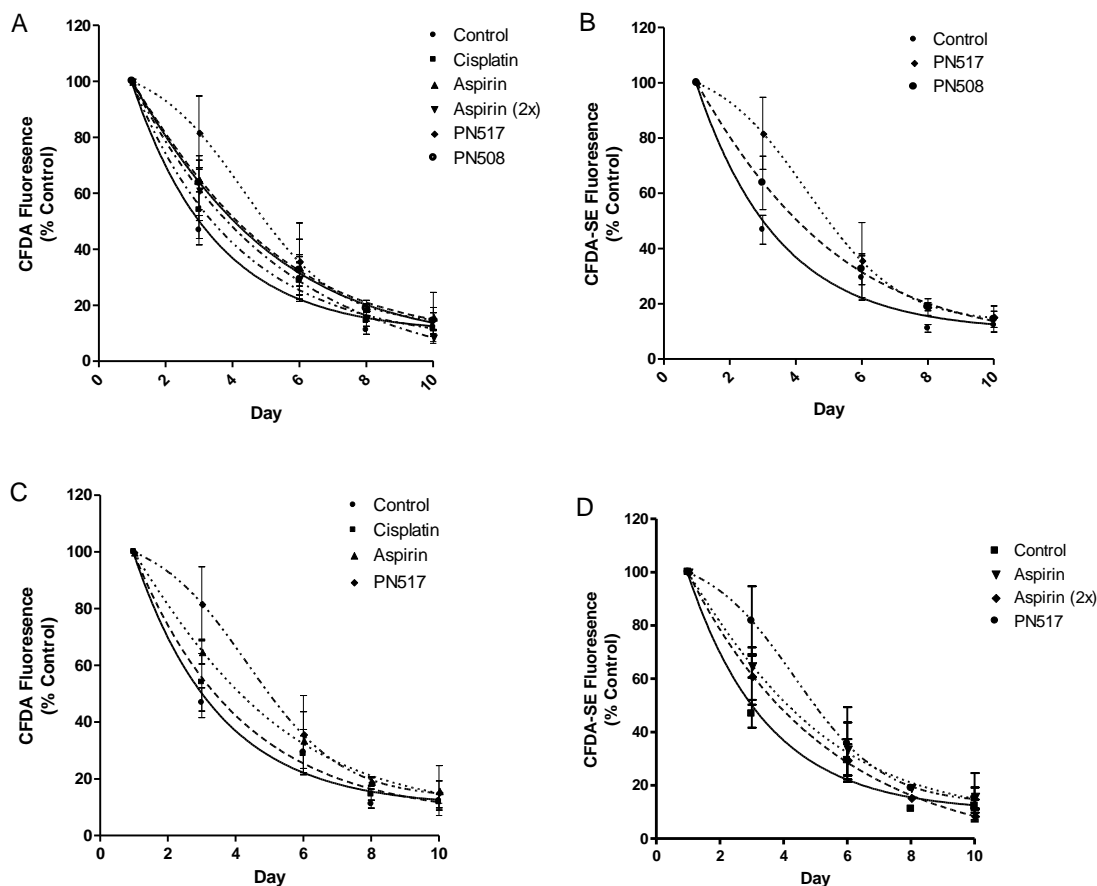 A
CFDA Fluoresence
(% Control)
120
100
80
60
40
20
0
0
2
4
6
8
10
Day
Control
Cisplatin
Aspirin
Aspirin (2x)
PN517
PN508
B
CFDA-SE Fluoresence
(% Control)
120
100
80
60
40
20
0
0
2
4
6
8
10
Day
Control
PN517
PN508
C
CFDA Fluoresence
(% Control)
120
100
80
60
40
20
0
0
2
4
6
8
10
Day
Control
Cisplatin
Aspirin
PN517
D
CFDA-SE Fluoresence
(% Control)
120
100
80
60
40
20
0
0
2
4
6
8
10
Day
Control
Aspirin
Aspirin (2x)
PN517